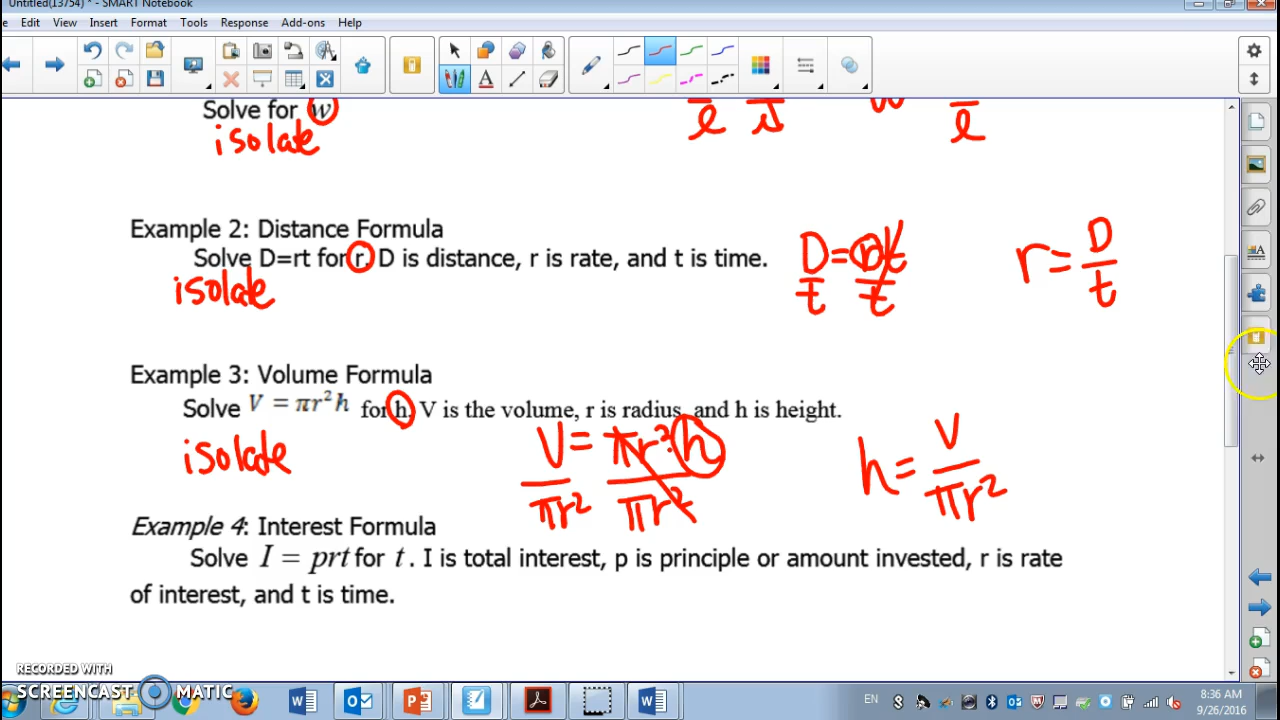 Untitled(13754) * - SMART Notebook
Edit View Insert Format Tools Response Add-ons Help
Solve for w
isolate
l w w l
Example 2: Distance Formula
Solve D=rt for r. D is distance, r is rate, and t is time.
isolate
D = rt
t t
r = D
t
Example 3: Volume Formula
Solve V = πr²h for h. V is the volume, r is radius, and h is height.
isolate
V = πr²h
πr² πr²
h = V
πr²
Example 4: Interest Formula
Solve I = prt for t. I is total interest, p is principle or amount invested, r is rate
of interest, and t is time.
RECORDED WITH
SCREENCAST MATIC
EN
8:36 AM
9/26/2016